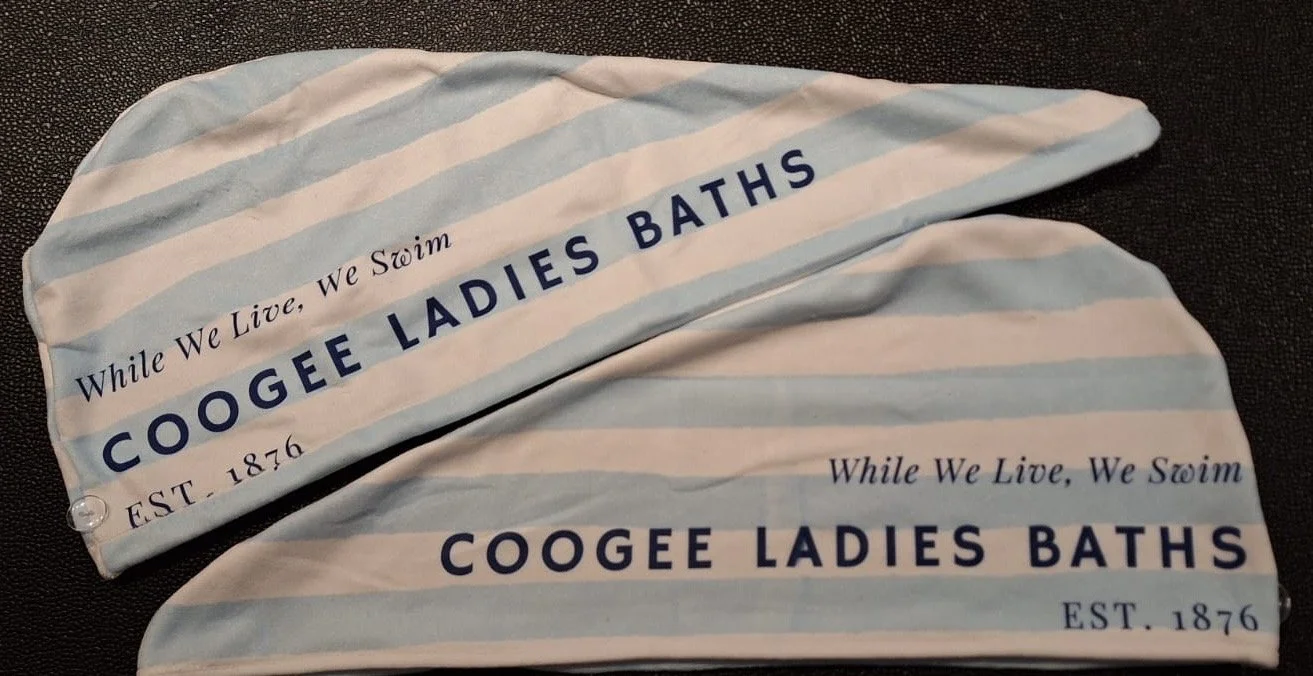 While We Live, We Swim
COOGEE LADIES BATHS
EST. 1876
While We Live, We Swim
COOGEE LADIES BATHS
EST. 1876